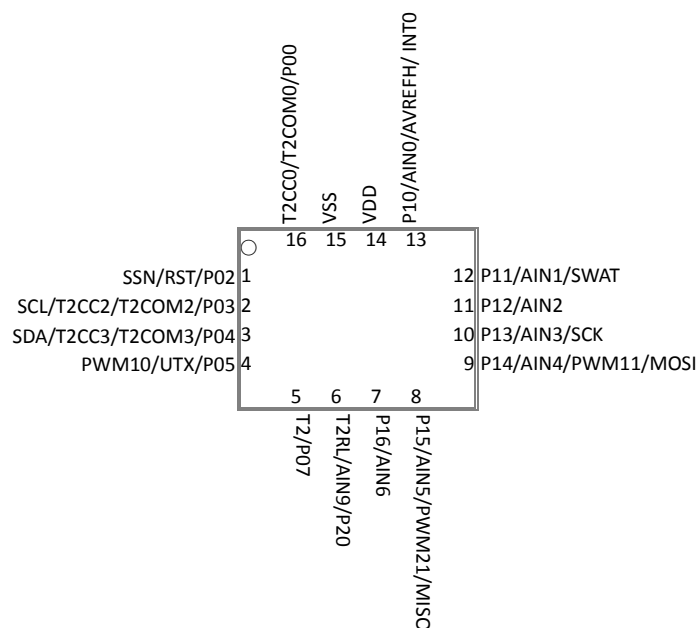 T2CC0/T2COM0/P00
VSS
VDD
P10/AIN0/AVREFH/ INT0
16
15
14
13
SSN/RST/P02
1
12
P11/AIN1/SWAT
SCL/T2CC2/T2COM2/P03
2
11
P12/AIN2
SDA/T2CC3/T2COM3/P04
3
10
P13/AIN3/SCK
PWM10/UTX/P05
4
9
P14/AIN4/PWM11/MOSI
5
6
7
8
T2/P07
T2RL/AIN9/P20
P16/AIN6
P15/AIN5/PWM21/MISO